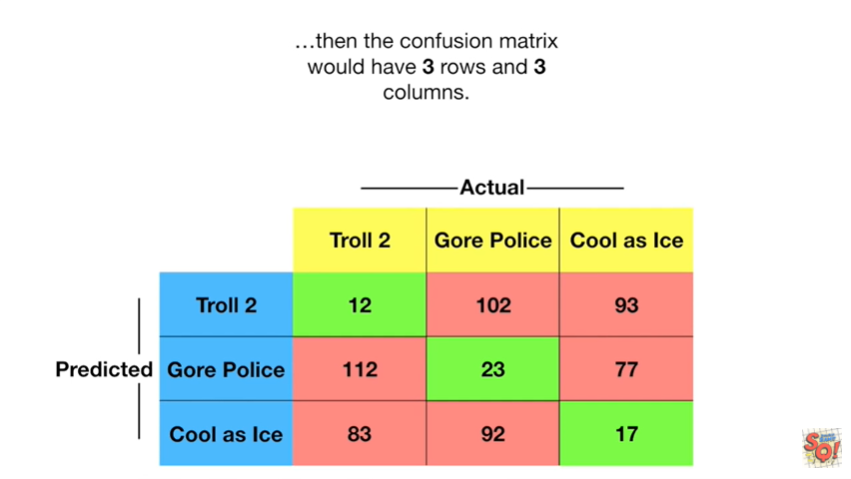 ...then the confusion matrix
would have 3 rows and 3
columns.
Actual
Troll 2 Gore Police Cool as Ice
Troll 2 12 102 93
Predicted Gore Police 112 23 77
Cool as Ice 83 92 17
SQ!